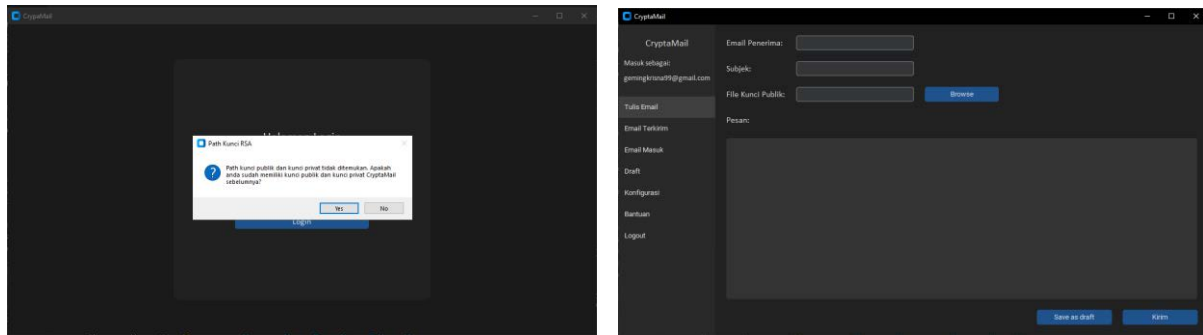 CryptaMail
Path Kunci RSA
Path kunci publik dan kunci privat tidak ditemukan. Apakah
anda sudah memiliki kunci publik dan kunci privat CryptaMail
sebelumnya?
Yes
No
Login
CryptaMail
CryptaMail
Masuk sebagai:
gemingkrisna99@gmail.com
Tulis Email
Email Terkirim
Email Masuk
Draft
Konfigurasi
Bantuan
Logout
Email Penerima:
Subjek:
File Kunci Publik:
Browse
Pesan:
Save as draft
Kirim